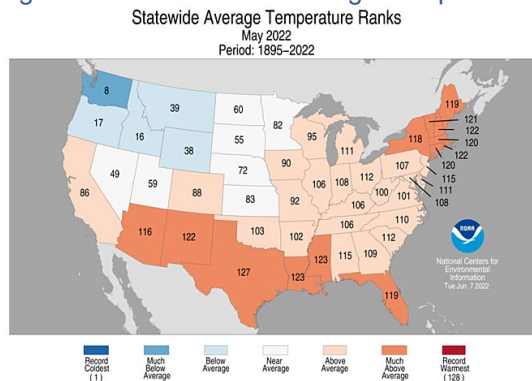 Statewide Average Temperature Ranks
May 2022
Period: 1895–2022
8
39
60
82
17
16
38
55
72
49
59
83
86
88
116
122
103
127
90
92
102
123
95
111
106
108
112
106
106
123
115
109
112
110
100
101
107
118
119
119
121
122
120
122
120
115
111
108
NOAA
National Centers for
Environmental
Information
Tue Jun 7 2022
Record
Coldest
(1)
Much
Below
Average
Below
Average
Near
Average
Above
Average
Much
Above
Average
Record
Warmest
(128)